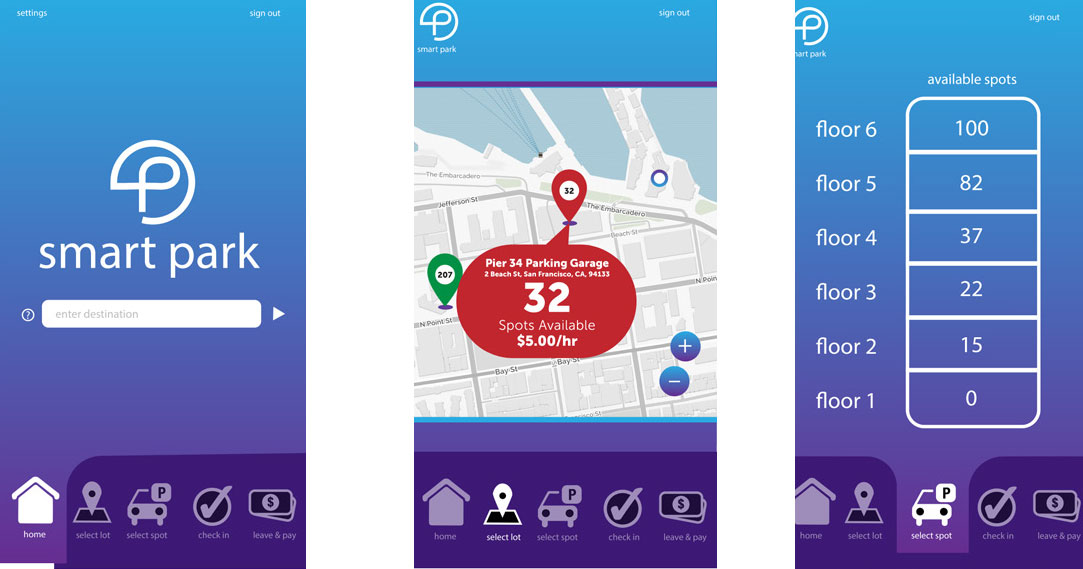 settings
sign out
smart park
?
enter destination
home
select lot
select spot
check in
$
leave & pay
P
smart park
sign out
The Embarcadero
Jefferson St
32
The Embarcadero
Beach St
207
Pier 34 Parking Garage
2 Beach St, San Francisco, CA, 94133
32
Spots Available
$5.00/hr
N Point St
N Poin
Bay St
Bay St
+
−
home
select lot
P
select spot
check in
$
leave & pay
sign out
available spots
floor 6 100
floor 5 82
floor 4 37
floor 3 22
floor 2 15
floor 1 0
home
select lot
P
select spot
check in
$
leave & pay